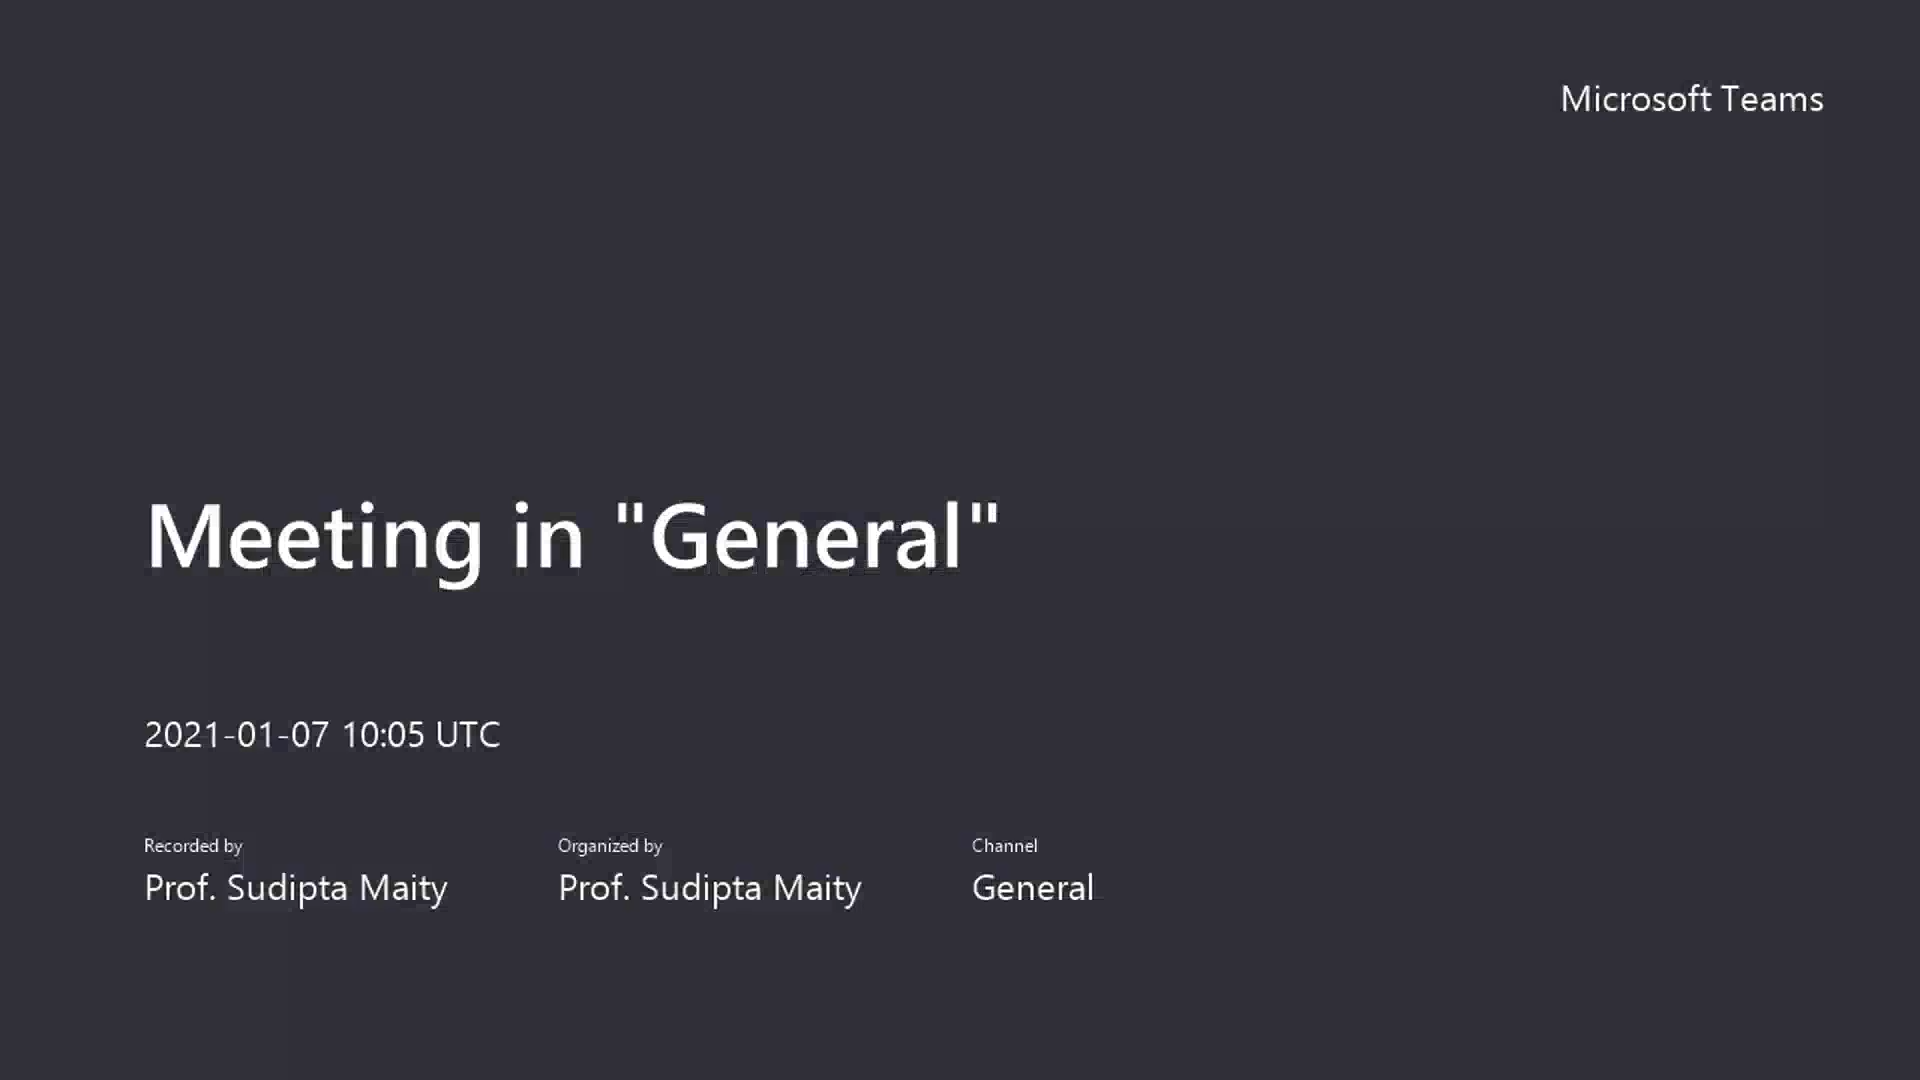 Microsoft Teams
Meeting in "General"
2021-01-07 10:05 UTC
Recorded by
Prof. Sudipta Maity
Organized by
Prof. Sudipta Maity
Channel
General